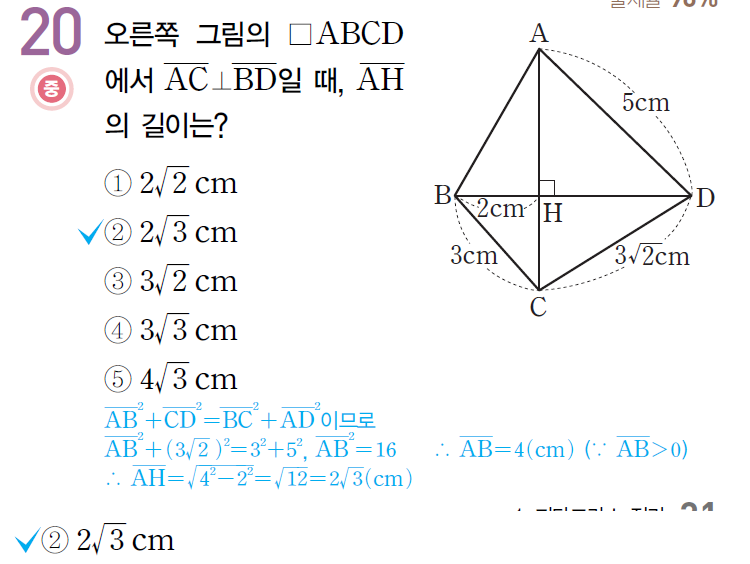 20 오른쪽 그림의 □ABCD
에서 AC⊥BD일 때, AH
의 길이는?
중
① 2√2 cm
② 2√3 cm
③ 3√2 cm
④ 3√3 cm
⑤ 4√3 cm
A
5cm
B
2cm
H
D
3cm
3√2cm
C
AB²+CD²=BC²+AD²이므로
AB²+(3√2)²=3²+5², AB²=16 ∴ AB=4(cm) (∵ AB>0)
∴ AH=√4²-2²=√12=2√3(cm)
② 2√3 cm